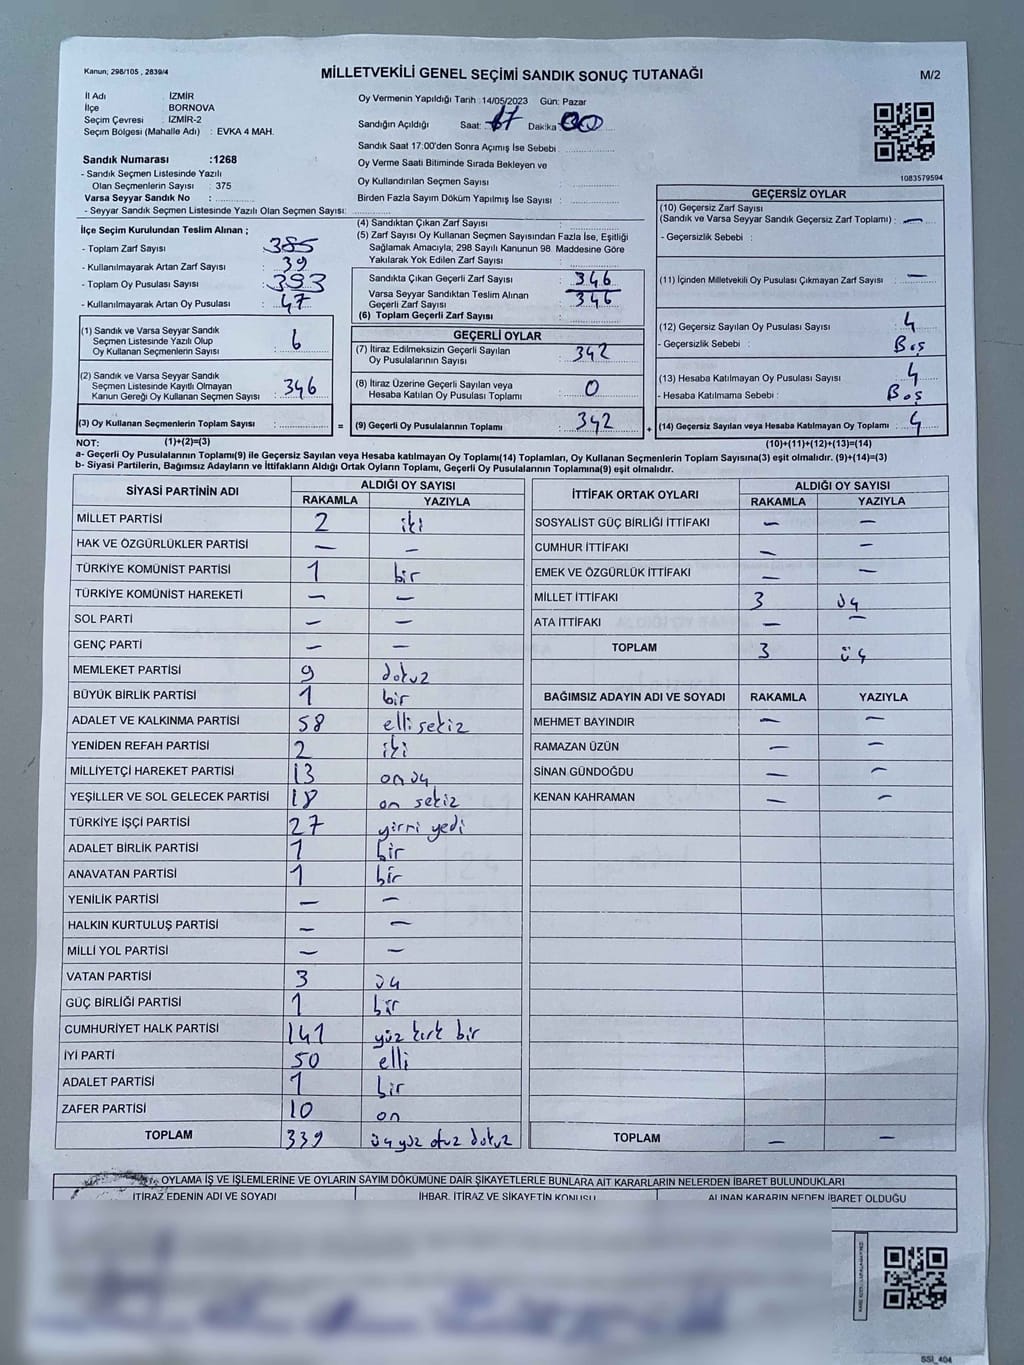 Kanun; 298/105 , 2839/4
MİLLETVEKİLİ GENEL SEÇİMİ SANDIK SONUÇ TUTANAĞI
M/2
İl Adı : İZMİR
İlçe : BORNOVA
Seçim Çevresi : İZMİR-2
Seçim Bölgesi (Mahalle Adı) : EVKA 4 MAH.
Sandık Numarası :1268
- Sandık Seçmen Listesinde Yazılı
Olan Seçmenlerin Sayısı : 375
Varsa Seyyar Sandık No :
- Seyyar Sandık Seçmen Listesinde Yazılı Olan Seçmen Sayısı:
Oy Vermenin Yapıldığı Tarih :14/05/2023 Gün: Pazar
Sandığın Açıldığı Saat: 17 Dakika: 00
Sandık Saat 17:00'den Sonra Açımış İse Sebebi :
Oy Verme Saati Bitiminde Sırada Bekleyen ve
Oy Kullandırılan Seçmen Sayısı :
Birden Fazla Sayım Döküm Yapılmış İse Sayısı :
1083579594
İlçe Seçim Kurulundan Teslim Alınan ;
- Toplam Zarf Sayısı : 385
- Kullanılmayarak Artan Zarf Sayısı : 39
- Toplam Oy Pusulası Sayısı : 393
- Kullanılmayarak Artan Oy Pusulası : 47
(1) Sandık ve Varsa Seyyar Sandık
Seçmen Listesinde Yazılı Olup
Oy Kullanan Seçmenlerin Sayısı : 6
(2) Sandık ve Varsa Seyyar Sandık
Seçmen Listesinde Kayıtlı Olmayan
Kanun Gereği Oy Kullanan Seçmen Sayısı : 346
(3) Oy Kullanan Seçmenlerin Toplam Sayısı :
(4) Sandıktan Çıkan Zarf Sayısı :
(5) Zarf Sayısı Oy Kullanan Seçmen Sayısından Fazla İse, Eşitliği
Sağlamak Amacıyla, 298 Sayılı Kanunun 98. Maddesine Göre
Yakılarak Yok Edilen Zarf Sayısı :
Sandıkta Çıkan Geçerli Zarf Sayısı : 346
Varsa Seyyar Sandıktan Teslim Alınan
Geçerli Zarf Sayısı : 346
(6) Toplam Geçerli Zarf Sayısı :
GEÇERLİ OYLAR
(7) İtiraz Edilmeksizin Geçerli Sayılan
Oy Pusulalarının Sayısı : 342
(8) İtiraz Üzerine Geçerli Sayılan veya
Hesaba Katılan Oy Pusulası Toplamı : 0
= (9) Geçerli Oy Pusulalarının Toplamı : 342
GEÇERSİZ OYLAR
(10) Geçersiz Zarf Sayısı
(Sandık ve Varsa Seyyar Sandık Geçersiz Zarf Toplamı) : —
- Geçersizlik Sebebi :
(11) İçinden Milletvekili Oy Pusulası Çıkmayan Zarf Sayısı : —
(12) Geçersiz Sayılan Oy Pusulası Sayısı : 4
- Geçersizlik Sebebi : Boş
(13) Hesaba Katılmayan Oy Pusulası Sayısı : 4
- Hesaba Katılmama Sebebi : Boş
+ (14) Geçersiz Sayılan veya Hesaba Katılmayan Oy Toplamı : 4
NOT: (1)+(2)=(3)
(10)+(11)+(12)+(13)=(14)
a- Geçerli Oy Pusulasının Toplamı(9) ile Geçersiz Sayılan veya Hesaba katılmayan Oy Toplamı(14) Toplamları, Oy Kullanan Seçmenlerin Toplam Sayısına(3) eşit olmalıdır. (9)+(14)=(3)
b- Siyasi Partilerin, Bağımsız Adayların ve İttifakların Aldığı Ortak Oyların Toplamı, Geçerli Oy Pusulalarının Toplamına(9) eşit olmalıdır.
SİYASİ PARTİNİN ADI
ALDIĞI OY SAYISI
RAKAMLA YAZIYLA
MİLLET PARTİSİ 2 iki
HAK VE ÖZGÜRLÜKLER PARTİSİ — —
TÜRKİYE KOMÜNİST PARTİSİ 1 bir
TÜRKİYE KOMÜNİST HAREKETİ — —
SOL PARTİ — —
GENÇ PARTİ — —
MEMLEKET PARTİSİ 9 dokuz
BÜYÜK BİRLİK PARTİSİ 1 bir
ADALET VE KALKINMA PARTİSİ 58 elli sekiz
YENİDEN REFAH PARTİSİ 2 iki
MİLLİYETÇİ HAREKET PARTİSİ 13 on üç
YEŞİLLER VE SOL GELECEK PARTİSİ 18 on sekiz
TÜRKİYE İŞÇİ PARTİSİ 27 yirmi yedi
ADALET BİRLİK PARTİSİ 1 bir
ANAVATAN PARTİSİ 1 bir
YENİLİK PARTİSİ — —
HALKIN KURTULUŞ PARTİSİ — —
MİLLİ YOL PARTİSİ — —
VATAN PARTİSİ 3 üç
GÜÇ BİRLİĞİ PARTİSİ 1 bir
CUMHURİYET HALK PARTİSİ 141 yüz kırk bir
İYİ PARTİ 50 elli
ADALET PARTİSİ 1 bir
ZAFER PARTİSİ 10 on
TOPLAM 339 üç yüz otuz dokuz
İTTİFAK ORTAK OYLARI
ALDIĞI OY SAYISI
RAKAMLA YAZIYLA
SOSYALİST GÜÇ BİRLİĞİ İTTİFAKI — —
CUMHUR İTTİFAKI — —
EMEK VE ÖZGÜRLÜK İTTİFAKI — —
MİLLET İTTİFAKI 3 üç
ATA İTTİFAKI — —
TOPLAM 3 üç
BAĞIMSIZ ADAYIN ADI VE SOYADI RAKAMLA YAZIYLA
MEHMET BAYINDIR — —
RAMAZAN ÜZÜN — —
SİNAN GÜNDOĞDU — —
KENAN KAHRAMAN — —
TOPLAM — —
OYLAMA İŞ VE İŞLEMLERİNE VE OYLARIN SAYIM DÖKÜMÜNE DAİR ŞİKAYETLERLE BUNLARA AİT KARARLARIN NELERDEN İBARET BULUNDUKLARI
İTİRAZ EDENİN ADI VE SOYADI İHBAR, İTİRAZ VE ŞİKAYETİN KONUSU ALINAN KARARIN NEDEN İBARET OLDUĞU
SSI_404